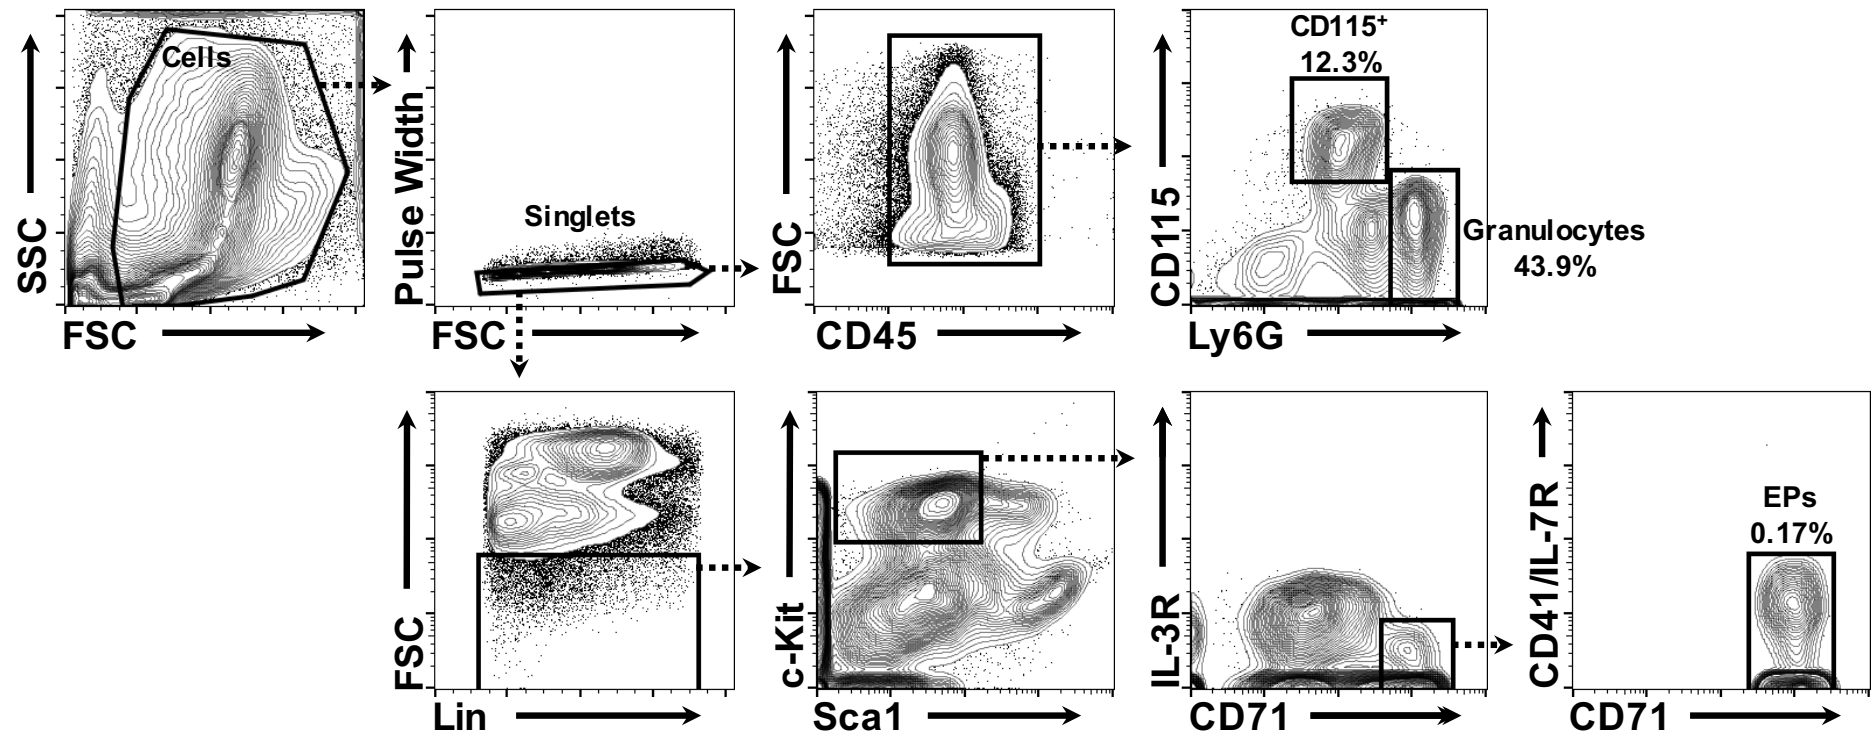 Cells
SSC
FSC
Singlets
Pulse Width
FSC
FSC
CD45
CD115⁺
12.3%
Granulocytes
43.9%
CD115
Ly6G
FSC
Lin
c-Kit
Sca1
IL-3R
CD71
EPs
0.17%
CD41/IL-7R
CD71